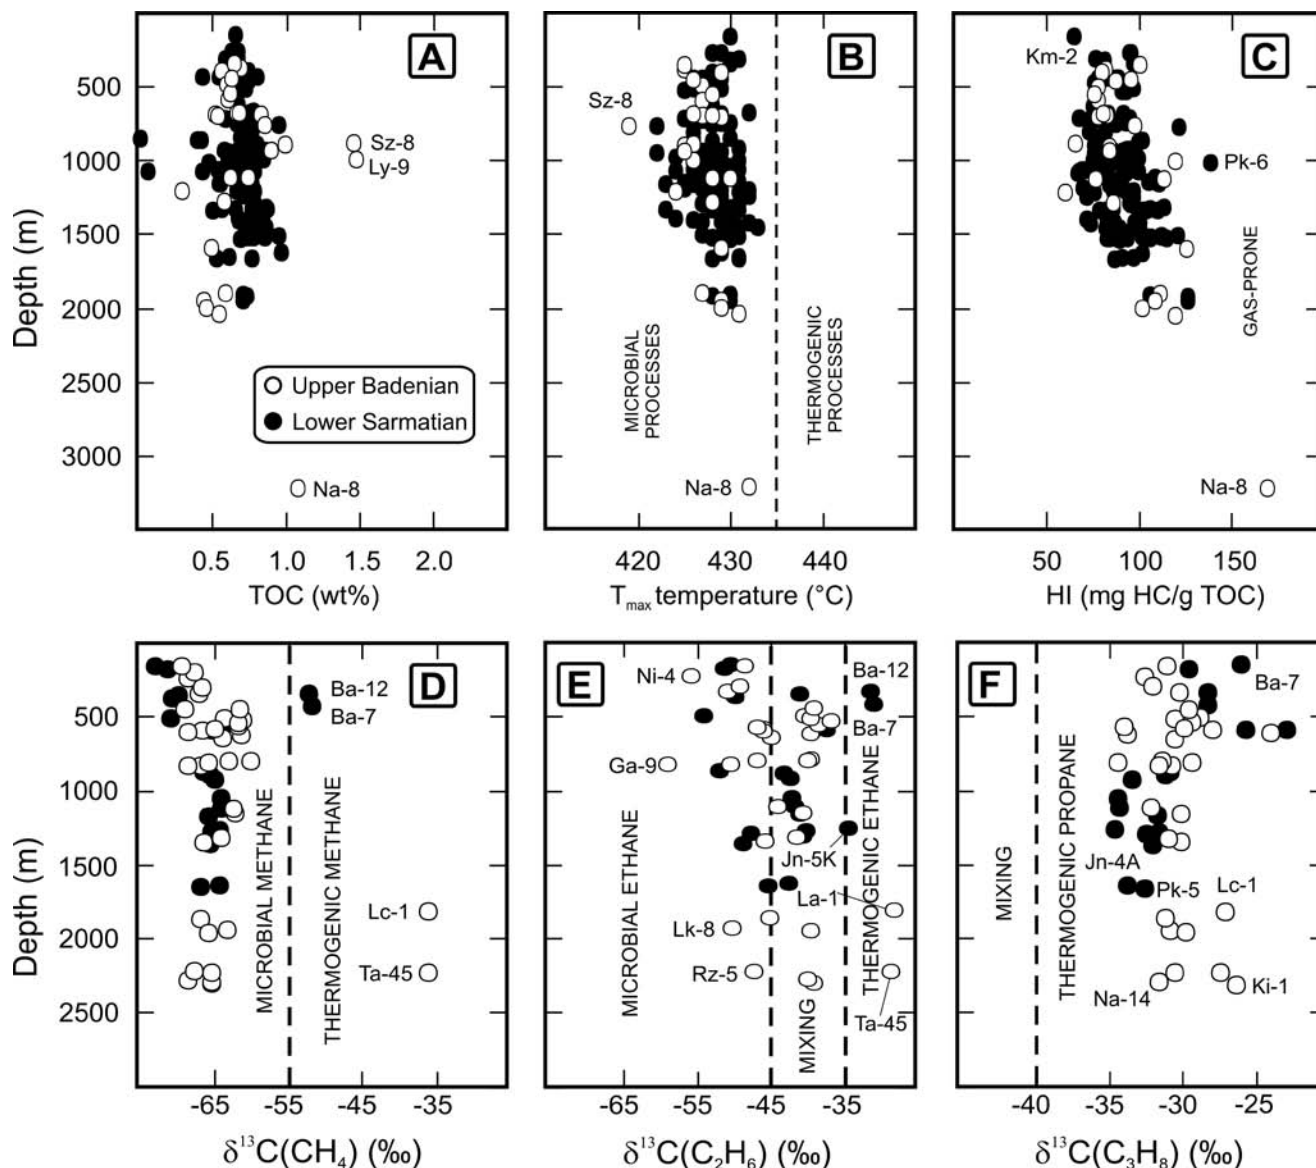 A
B
C
Km-2
Sz-8
Sz-8
Ly-9
Pk-6
500
1000
1500
2000
2500
3000
Depth (m)
Upper Badenian
Lower Sarmatian
MICROBIAL
PROCESSES
THERMOGENIC
PROCESSES
GAS-PRONE
Na-8
Na-8
Na-8
0.5 1.0 1.5 2.0
TOC (wt%)
420 430 440
Tmax temperature (°C)
50 100 150
HI (mg HC/g TOC)
D
E
F
Ba-12
Ba-7
Ni-4
Ba-12
Ba-7
Ba-7
Ga-9
500
1000
1500
2000
2500
Depth (m)
MICROBIAL METHANE
THERMOGENIC METHANE
Lc-1
Ta-45
MICROBIAL ETHANE
MIXING
THERMOGENIC ETHANE
Jn-5K
La-1
Lk-8
Rz-5
Ta-45
MIXING
THERMOGENIC PROPANE
Jn-4A
Pk-5
Lc-1
Na-14
Ki-1
-65 -55 -45 -35
δ¹³C(CH₄) (‰)
-65 -55 -45 -35
δ¹³C(C₂H₆) (‰)
-40 -35 -30 -25
δ¹³C(C₃H₈) (‰)